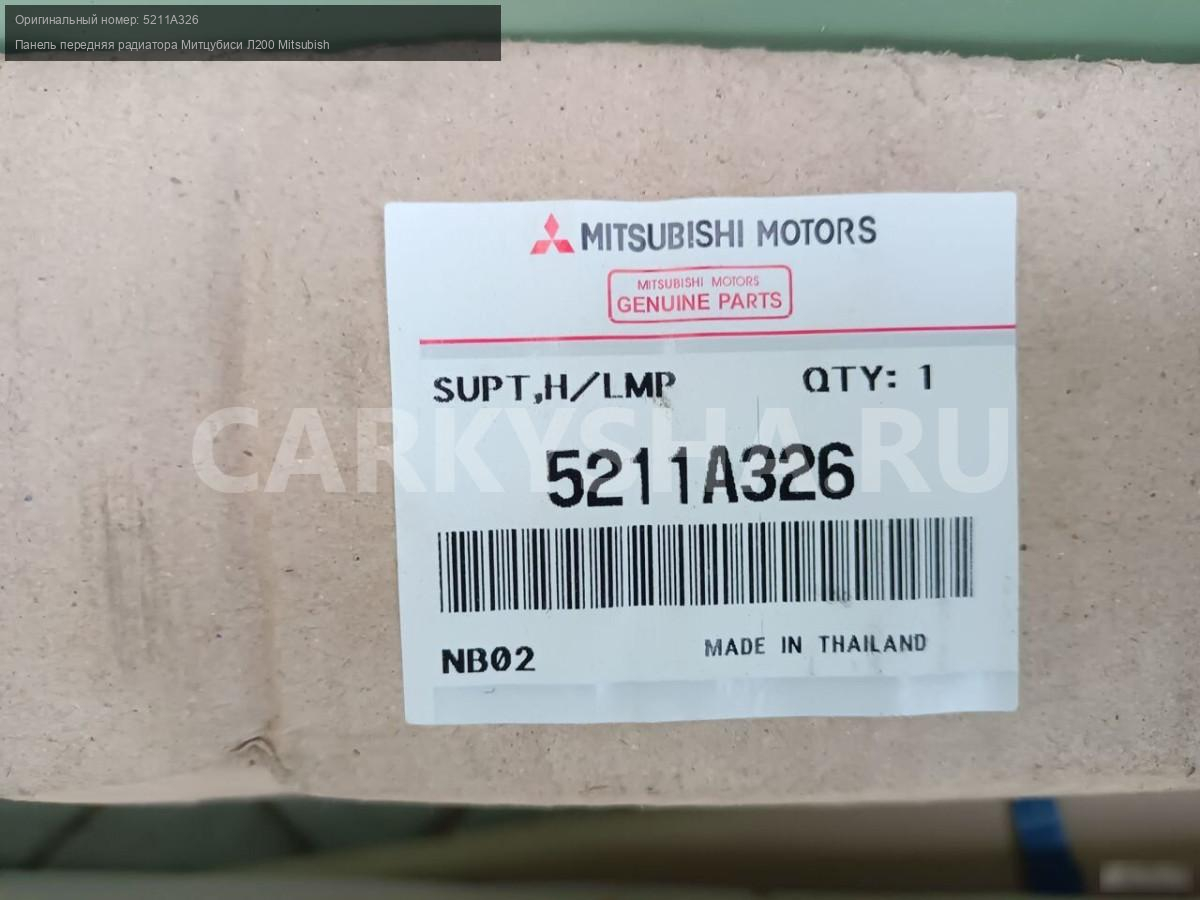 Оригинальный номер: 5211A326
Панель передняя радиатора Митцубиси Л200 Mitsubish
MITSUBISHI MOTORS
MITSUBISHI MOTORS
GENUINE PARTS
SUPT,H/LMP QTY: 1
CARKYSHA.RU
5211A326
NB02 MADE IN THAILAND